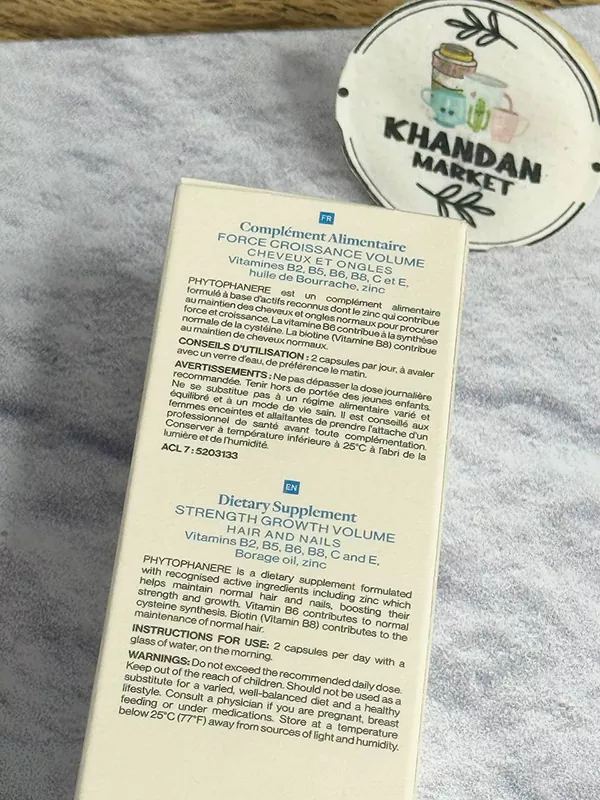 KHANDAN
MARKET
FR
Complément Alimentaire
FORCE CROISSANCE VOLUME
CHEVEUX ET ONGLES
Vitamines B2, B5, B6, B8, C et E,
huile de Bourrache, zinc
PHYTOPHANERE est un complément alimentaire
formulé à base d'actifs reconnus dont le zinc qui contribue
au maintien des cheveux et ongles normaux pour procurer
force et croissance. La vitamine B6 contribue à la synthèse
normale de la cystéine. La biotine (Vitamine B8) contribue
au maintien de cheveux normaux.
CONSEILS D'UTILISATION : 2 capsules par jour, à avaler
avec un verre d'eau, de préférence le matin.
AVERTISSEMENTS : Ne pas dépasser la dose journalière
recommandée. Tenir hors de portée des jeunes enfants.
Ne se substitue pas à un régime alimentaire varié et
équilibré et à un mode de vie sain. Il est conseillé aux
femmes enceintes et allaitantes de prendre l'attache d'un
professionnel de santé avant toute complémentation.
Conserver à température inférieure à 25°C à l'abri de la
lumière et de l'humidité.
ACL 7 : 5203133
EN
Dietary Supplement
STRENGTH GROWTH VOLUME
HAIR AND NAILS
Vitamins B2, B5, B6, B8, C and E,
Borage oil, zinc
PHYTOPHANERE is a dietary supplement formulated
with recognised active ingredients including zinc which
helps maintain normal hair and nails, boosting their
strength and growth. Vitamin B6 contributes to normal
cysteine synthesis. Biotin (Vitamin B8) contributes to the
maintenance of normal hair.
INSTRUCTIONS FOR USE: 2 capsules per day with a
glass of water, on the morning.
WARNINGS: Do not exceed the recommended daily dose.
Keep out of the reach of children. Should not be used as a
substitute for a varied, well-balanced diet and a healthy
lifestyle. Consult a physician if you are pregnant, breast
feeding or under medications. Store at a temperature
below 25°C (77°F) away from sources of light and humidity.